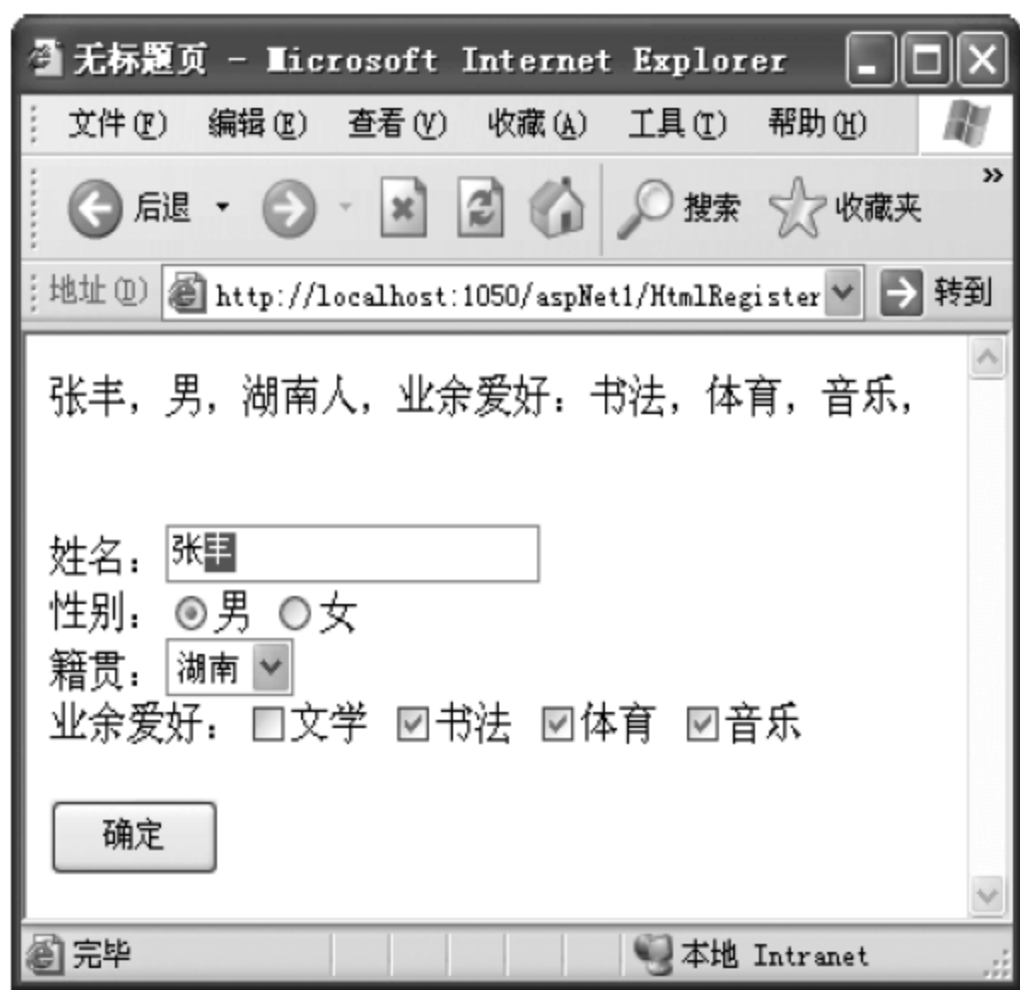 无标题页 - Microsoft Internet Explorer
文件(F) 编辑(E) 查看(V) 收藏(A) 工具(T) 帮助(H)
后退 搜索 收藏夹 »
地址(D) http://localhost:1050/aspNet1/HtmlRegister 转到
张丰，男，湖南人，业余爱好：书法，体育，音乐，
姓名：张丰
性别：男 女
籍贯：湖南
业余爱好：文学 书法 体育 音乐
确定
完毕 本地 Intranet